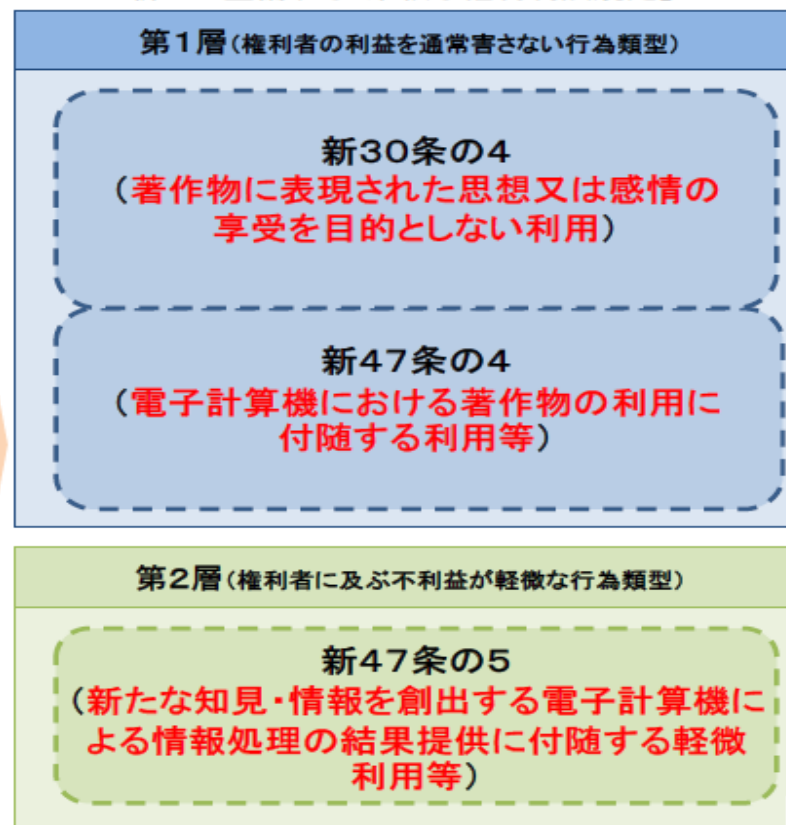 第１層(権利者の利益を通常害さない行為類型)
新30条の4
(著作物に表現された思想又は感情の
享受を目的としない利用)
新47条の4
(電子計算機における著作物の利用に
付随する利用等)
第2層(権利者に及ぶ不利益が軽微な行為類型)
新47条の5
(新たな知見・情報を創出する電子計算機に
よる情報処理の結果提供に付随する軽微
利用等)